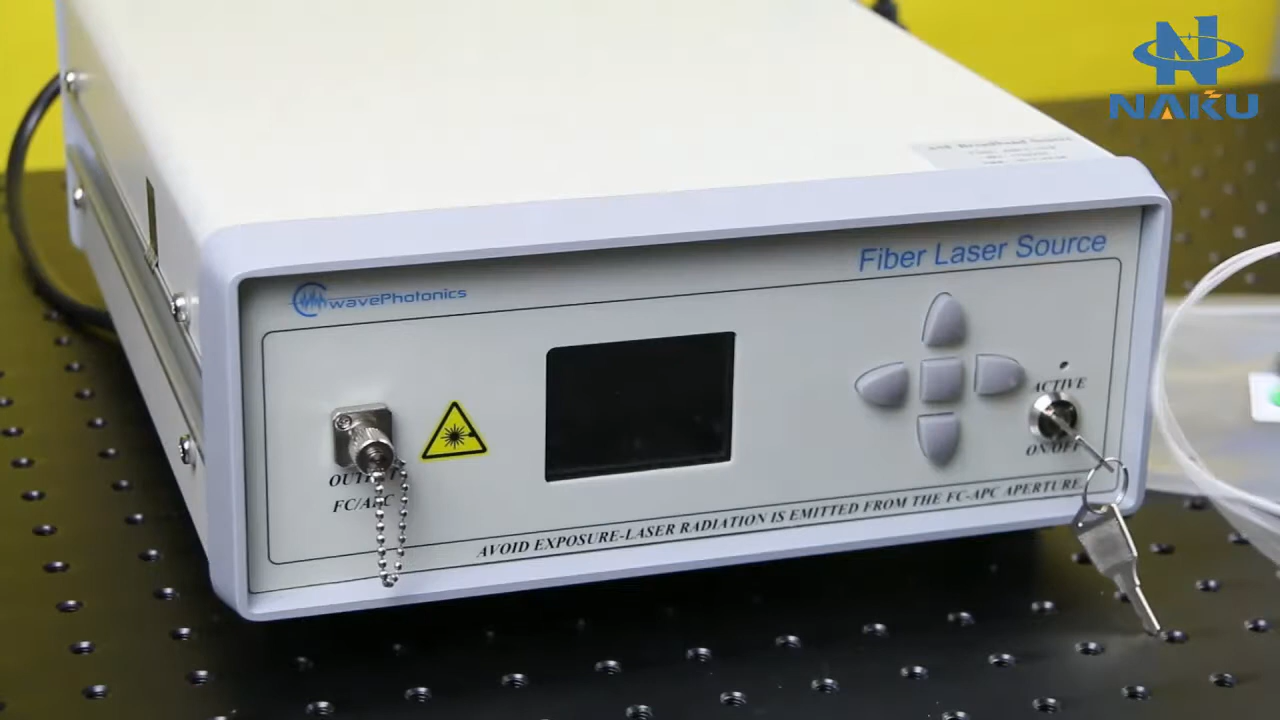 NAKU
Fiber Laser Source
wavePhotonics
ACTIVE
ON/OFF
FC/APC
AVOID EXPOSURE-LASER RADIATION IS EMITTED FROM THE FC-APC APERTURE